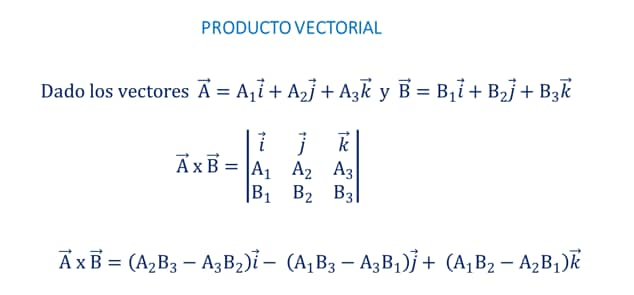 PRODUCTO VECTORIAL
Dado los vectores A⃗ = A₁i⃗ + A₂j⃗ + A₃k⃗ y B⃗ = B₁i⃗ + B₂j⃗ + B₃k⃗
A⃗ x B⃗ = |i⃗ j⃗ k⃗|
|A₁ A₂ A₃|
|B₁ B₂ B₃|
A⃗ x B⃗ = (A₂B₃ − A₃B₂)i⃗ − (A₁B₃ − A₃B₁)j⃗ + (A₁B₂ − A₂B₁)k⃗